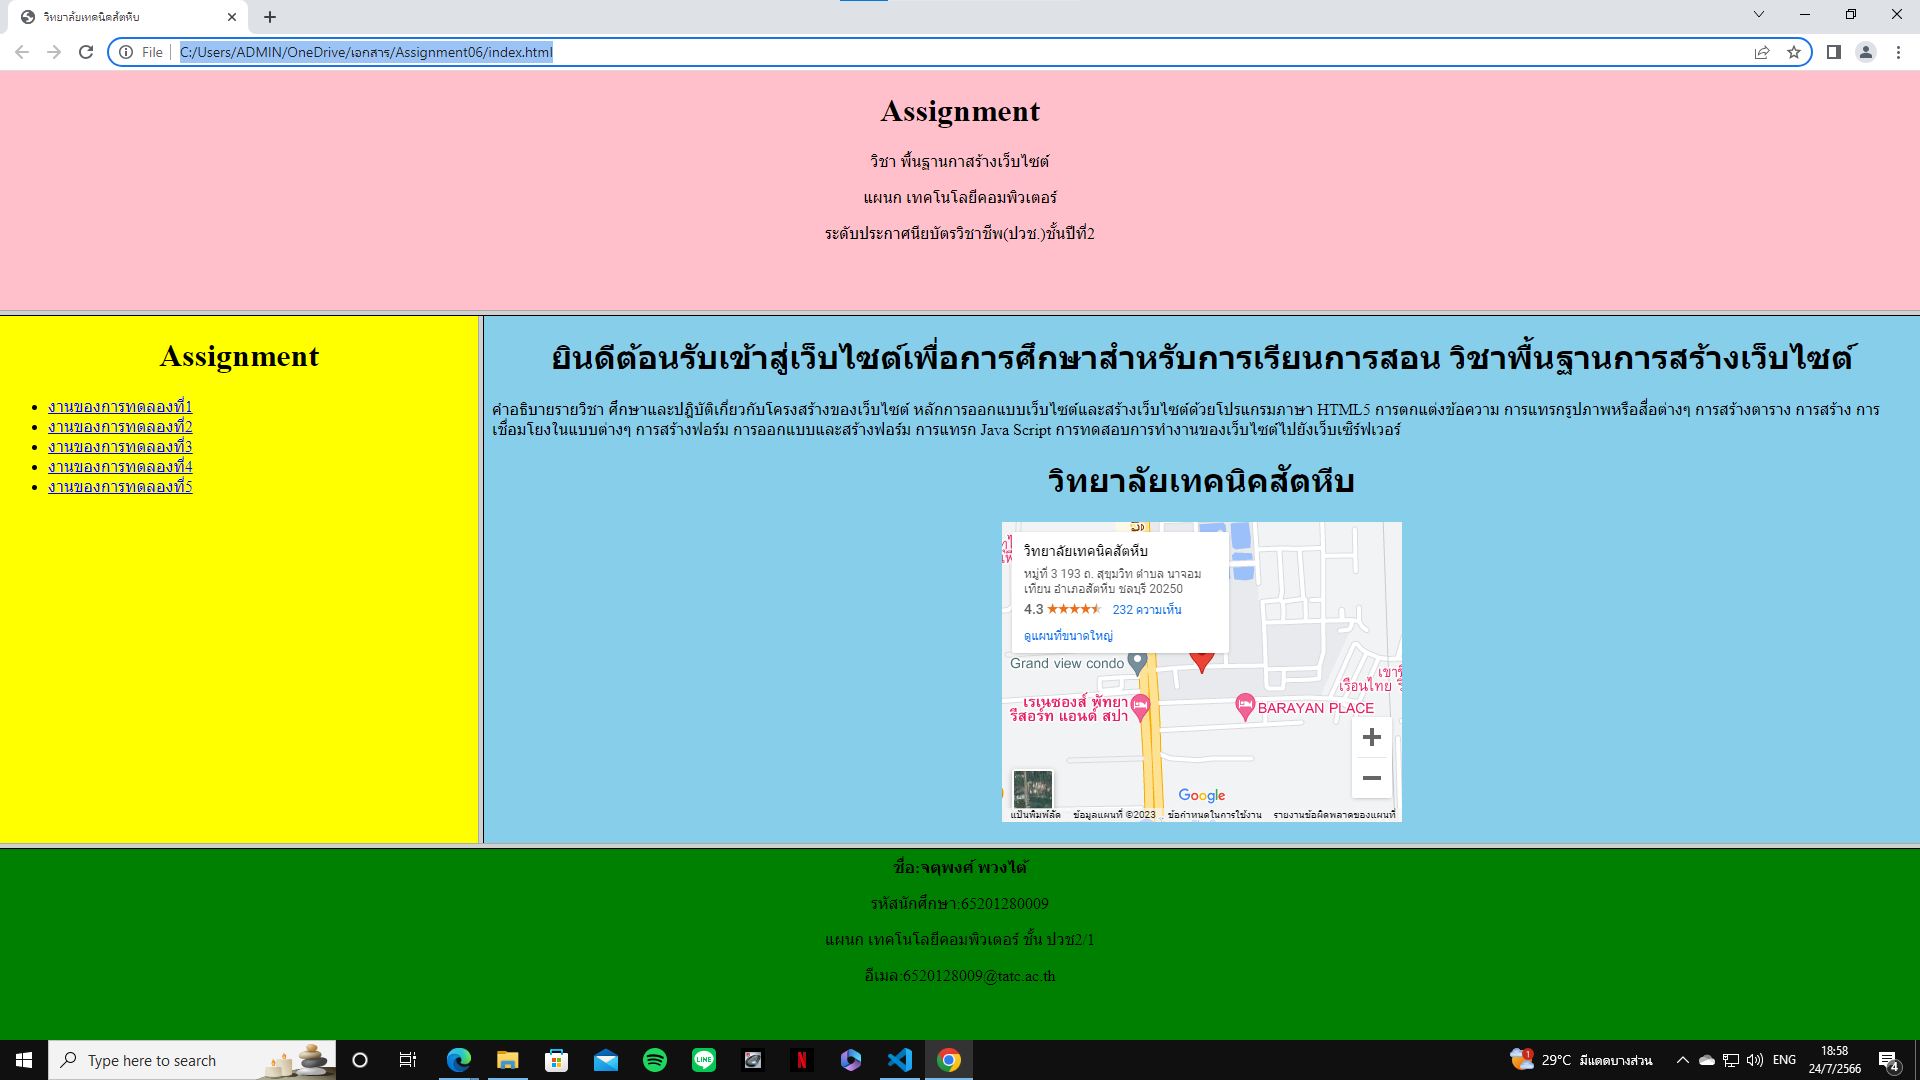 วิทยาลัยเทคนิคสัตหีบ
File
C:/Users/ADMIN/OneDrive/เอกสาร/Assignment06/index.html
Assignment
วิชา พื้นฐานกาสร้างเว็บไซต์
แผนก เทคโนโลยีคอมพิวเตอร์
ระดับประกาศนียบัตรวิชาชีพ(ปวช.)ชั้นปีที่2
Assignment
งานของการทดลองที่1
งานของการทดลองที่2
งานของการทดลองที่3
งานของการทดลองที่4
งานของการทดลองที่5
ยินดีต้อนรับเข้าสู่เว็บไซต์เพื่อการศึกษาสำหรับการเรียนการสอน วิชาพื้นฐานการสร้างเว็บไซต์
คำอธิบายรายวิชา ศึกษาและปฎิบัติเกี่ยวกับโครงสร้างของเว็บไซต์ หลักการออกแบบเว็บไซต์และสร้างเว็บไซต์ด้วยโปรแกรมภาษา HTML5 การตกแต่งข้อความ การแทรกรูปภาพหรือสื่อต่างๆ การสร้างตาราง การสร้าง การ
เชื่อมโยงในแบบต่างๆ การสร้างฟอร์ม การออกแบบและสร้างฟอร์ม การแทรก Java Script การทดสอบการทำงานของเว็บไซต์ไปยังเว็บเซิร์ฟเวอร์
วิทยาลัยเทคนิคสัตหีบ
วิทยาลัยเทคนิคสัตหีบ
หมู่ที่ 3 193 ถ. สุขุมวิท ตำบล นาจอม
เทียน อำเภอสัตหีบ ชลบุรี 20250
4.3 232 ความเห็น
ดูแผนที่ขนาดใหญ่
Grand view condo
เรือนไทย
เรเนซองส์ พัทยา
รีสอร์ท แอนด์ สปา
BARAYAN PLACE
Google
แป้นพิมพ์ลัด ข้อมูลแผนที่ ©2023 ข้อกำหนดในการใช้งาน รายงานข้อผิดพลาดของแผนที่
ชื่อ:จตุพงศ์ พวงได้
รหัสนักศึกษา:65201280009
แผนก เทคโนโลยีคอมพิวเตอร์ ชั้น ปวช2/1
อีเมล:6520128009@tatc.ac.th
Type here to search
LINE
1
29°C มีแดดบางส่วน
ENG
18:58
24/7/2566
4